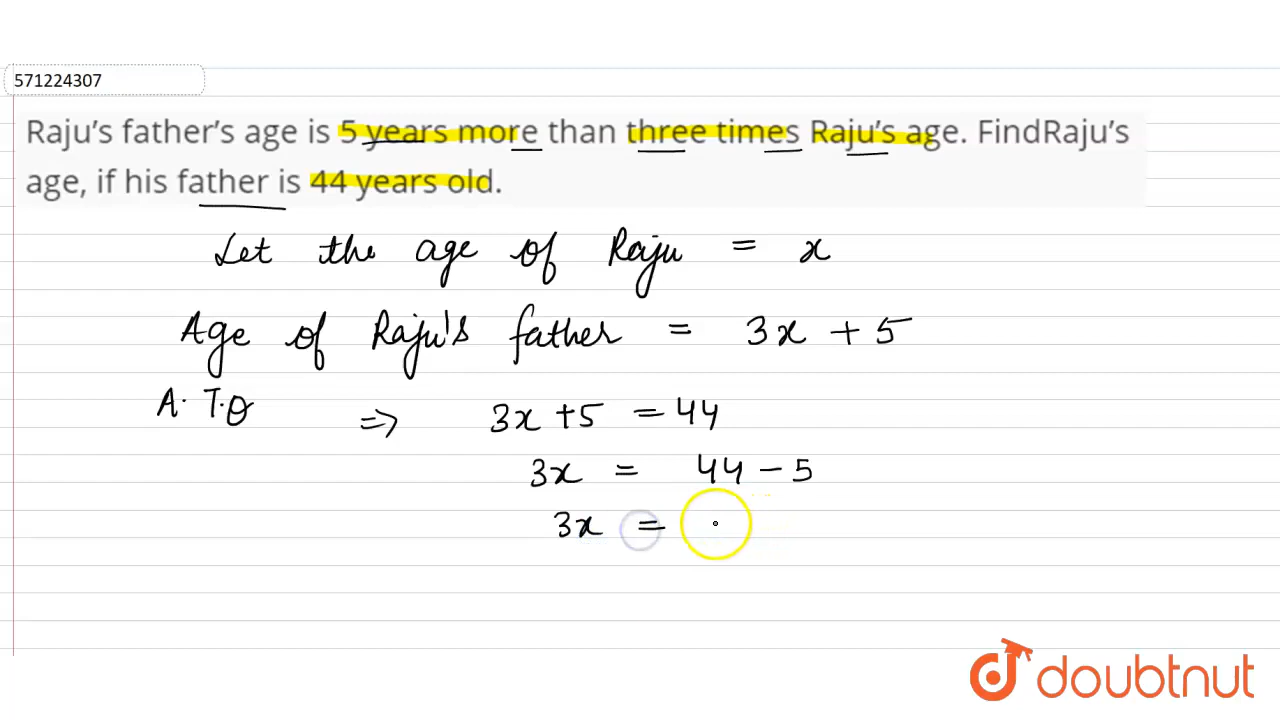 571224307
Raju’s father’s age is 5 years more than three times Raju’s age. FindRaju’s
age, if his father is 44 years old.
Let the age of Raju = x
Age of Raju's father = 3x + 5
A. T.Q ⇒ 3x + 5 = 44
3x = 44 - 5
3x =
doubtnut